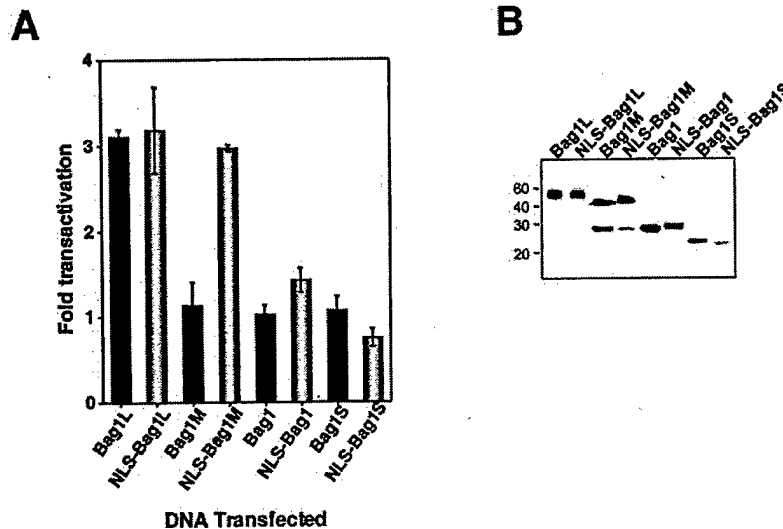 A
4
3
2
1
0
Fold transactivation
Bag1L
NLS-Bag1L
Bag1M
NLS-Bag1M
Bag1
NLS-Bag1
Bag1S
NLS-Bag1S
DNA Transfected
B
Bag1L
NLS-Bag1L
Bag1M
NLS-Bag1M
Bag1
NLS-Bag1
Bag1S
NLS-Bag1S
60
40
30
20